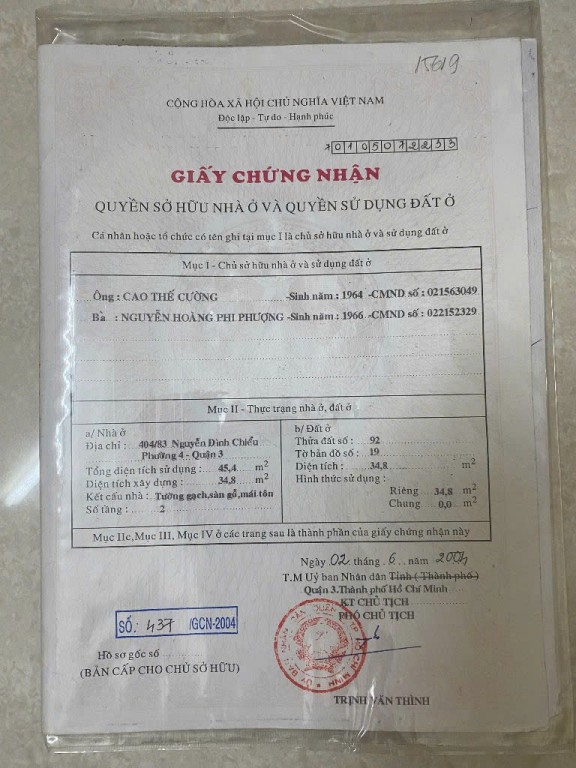 15619
CỘNG HÒA XÃ HỘI CHỦ NGHĨA VIỆT NAM
Độc lập - Tự do - Hạnh phúc
GIẤY CHỨNG NHẬN
QUYỀN SỞ HỮU NHÀ Ở VÀ QUYỀN SỬ DỤNG ĐẤT Ở
Cá nhân hoặc tổ chức có tên ghi tại mục I là chủ sở hữu nhà ở và sử dụng đất ở
Mục I - Chủ sở hữu nhà ở và sử dụng đất ở
Ông : CAO THẾ CƯỜNG -Sinh năm : 1964 -CMND số : 021563049
Bà : NGUYỄN HOÀNG PHI PHƯỢNG -Sinh năm : 1966 -CMND số : 022152329
Mục II - Thực trạng nhà ở, đất ở
a/ Nhà ở
Địa chỉ : 404/83 Nguyễn Đình Chiểu
Phường 4 - Quận 3
Tổng diện tích sử dụng : 45,4 m2
Diện tích xây dựng : 34,8 m2
Kết cấu nhà : Tường gạch,sàn gỗ,mái tôn
Số tầng : 2
b/ Đất ở
Thửa đất số : 92
Tờ bản đồ số : 19
Diện tích : 34,8 m2
Hình thức sử dụng :
Riêng 34,8 m2
Chung 0,0 m2
Mục IIc,Mục III, Mục IV ở các trang sau là thành phần của giấy chứng nhận này
Ngày 02 tháng 6 năm 2004
T.M Uỷ ban Nhân dân Tỉnh ( Thành phố )
Quận 3.Thành phố Hồ Chí Minh
KT CHỦ TỊCH
PHÓ CHỦ TỊCH
SỐ: 437 /GCN-2004
Hồ sơ gốc số
(BẢN CẤP CHO CHỦ SỞ HỮU)
TRỊNH VĂN THÌNH